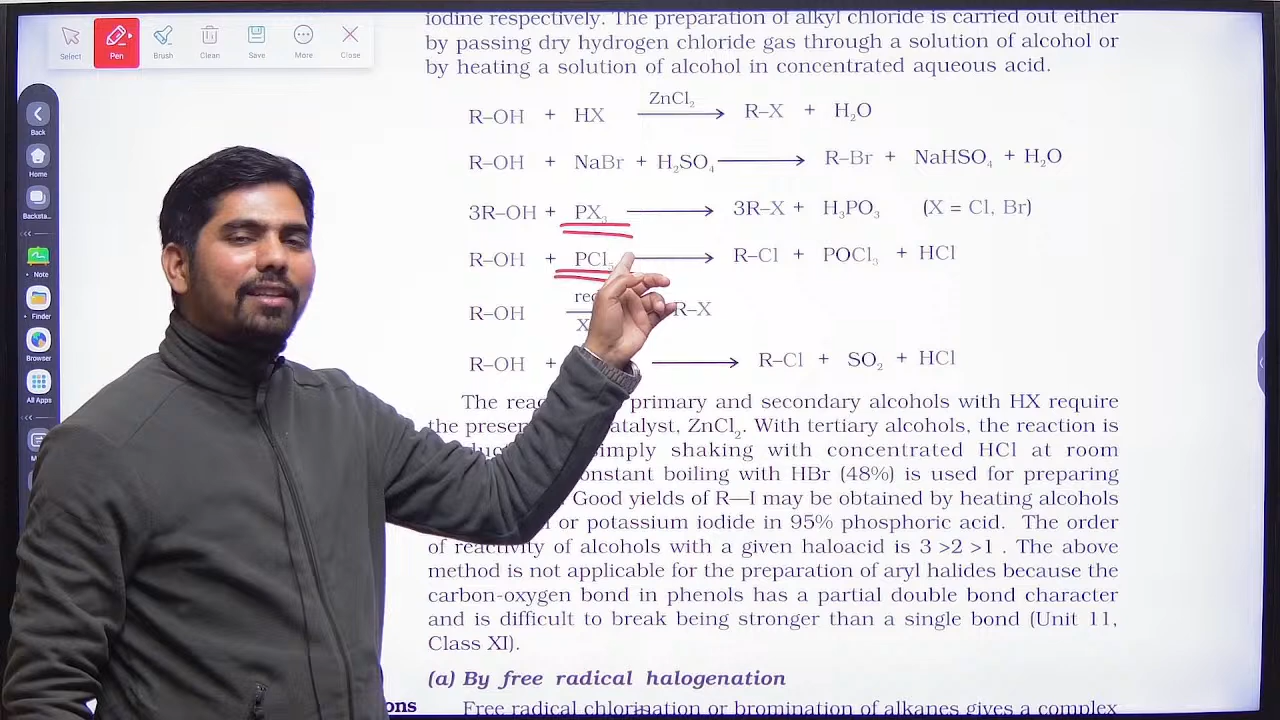 iodine respectively. The preparation of alkyl chloride is carried out either
by passing dry hydrogen chloride gas through a solution of alcohol or
by heating a solution of alcohol in concentrated aqueous acid.
Select Pen Brush Clean Save More Close
Back
Home
Backsta...
Note
Finder
Browser
All Apps
R–OH + HX ZnCl₂ ⟶ R–X + H₂O
R–OH + NaBr + H₂SO₄ ⟶ R–Br + NaHSO₄ + H₂O
3R–OH + PX₃ ⟶ 3R–X + H₃PO₃ (X = Cl, Br)
R–OH + PCl₅ ⟶ R–Cl + POCl₃ + HCl
R–OH R–X
R–OH + ⟶ R–Cl + SO₂ + HCl
The primary and secondary alcohols with HX require
the ZnCl₂. With tertiary alcohols, the reaction is
simply shaking with concentrated HCl at room
boiling with HBr (48%) is used for preparing
Good yields of R—I may be obtained by heating alcohols
or potassium iodide in 95% phosphoric acid. The order
of reactivity of alcohols with a given haloacid is 3 >2 >1 . The above
method is not applicable for the preparation of aryl halides because the
carbon-oxygen bond in phenols has a partial double bond character
and is difficult to break being stronger than a single bond (Unit 11,
Class XI).
(a) By free radical halogenation
Free radical chlorination or bromination of alkanes gives a complex